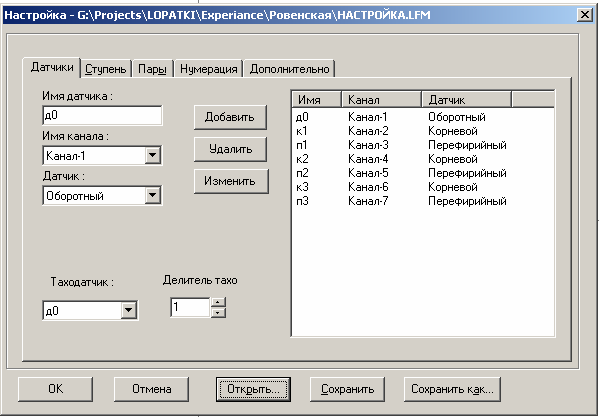 Настройка - G:\Projects\LOPATKI\Experiance\Ровенская\НАСТРОЙКА.LFM
Датчики Ступень Пары Нумерация Дополнительно
Имя датчика :
д0
Имя канала :
Канал-1
Датчик :
Оборотный
Добавить
Удалить
Изменить
Имя Канал Датчик
д0 Канал-1 Оборотный
к1 Канал-2 Корневой
п1 Канал-3 Перефирийный
к2 Канал-4 Корневой
п2 Канал-5 Перефирийный
к3 Канал-6 Корневой
п3 Канал-7 Перефирийный
Таходатчик :
д0
Делитель тахо
1
OK Отмена Открыть... Сохранить Сохранить как...